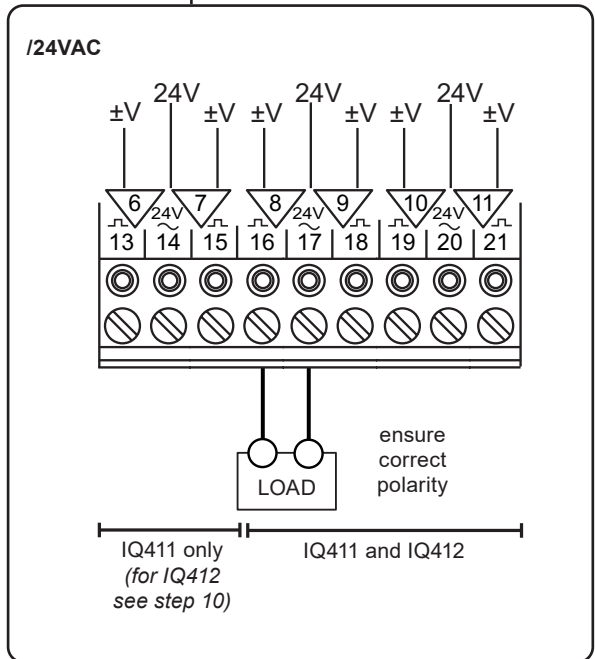 /24VAC
24V 24V 24V
±V ±V ±V ±V ±V ±V
6 7 8 9 10 11
24V 24V 24V
13 14 15 16 17 18 19 20 21
LOAD
ensure
correct
polarity
IQ411 only
(for IQ412
see step 10)
IQ411 and IQ412